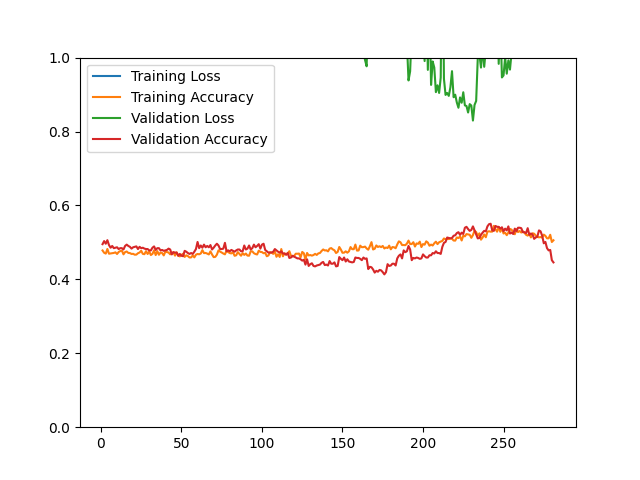 1.0
0.8
0.6
0.4
0.2
0.0
Training Loss
Training Accuracy
Validation Loss
Validation Accuracy
0 50 100 150 200 250